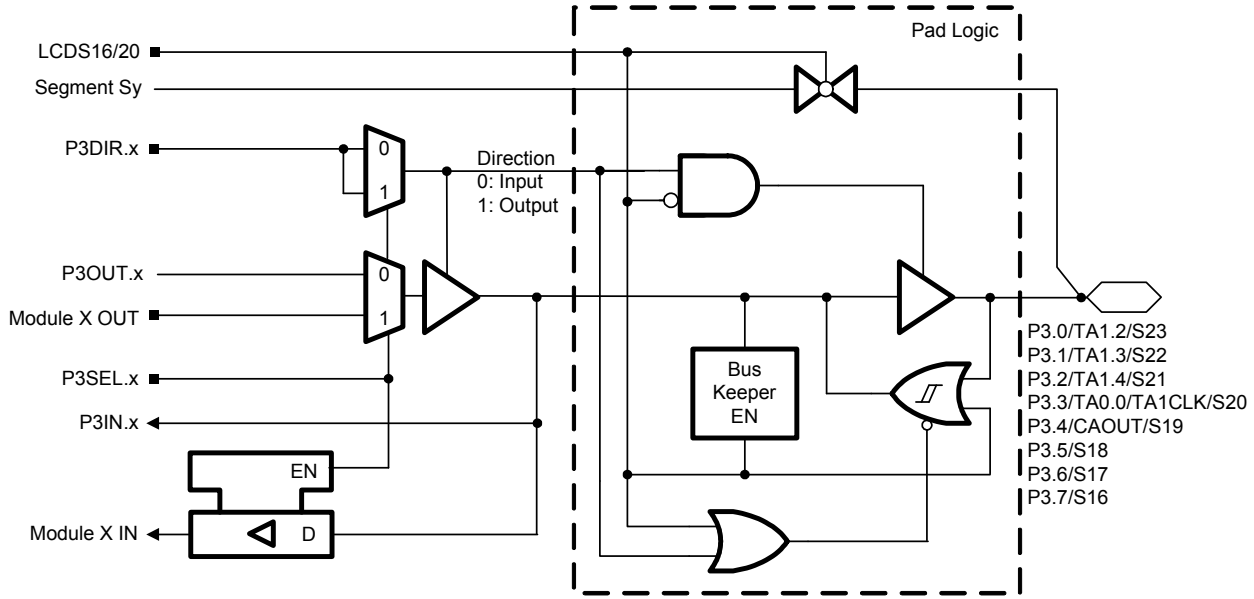 Pad Logic
LCDS16/20
Segment Sy
P3DIR.x
0
1
Direction
0: Input
1: Output
P3OUT.x
0
Module X OUT
1
P3SEL.x
P3IN.x
EN
Module X IN
D
Bus
Keeper
EN
P3.0/TA1.2/S23
P3.1/TA1.3/S22
P3.2/TA1.4/S21
P3.3/TA0.0/TA1CLK/S20
P3.4/CAOUT/S19
P3.5/S18
P3.6/S17
P3.7/S16